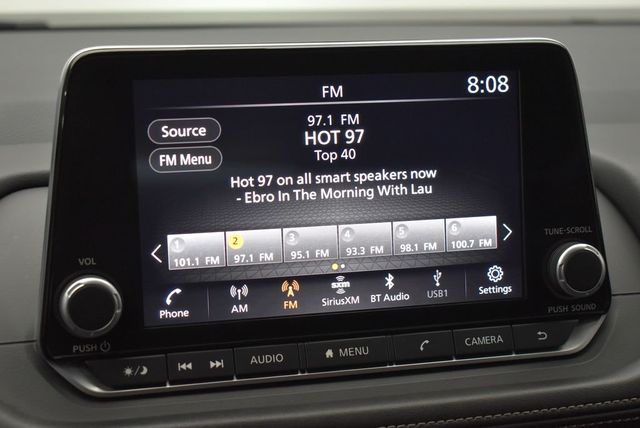 FM
8:08
97.1 FM
Source
HOT 97
FM Menu
Top 40
Hot 97 on all smart speakers now
- Ebro In The Morning With Lau
1 2 3 4 5 6
101.1 FM 97.1 FM 95.1 FM 93.3 FM 98.1 FM 100.7 FM
Phone AM FM sxm SiriusXM BT Audio USB1 Settings
VOL
PUSH
TUNE·SCROLL
PUSH SOUND
AUDIO MENU CAMERA